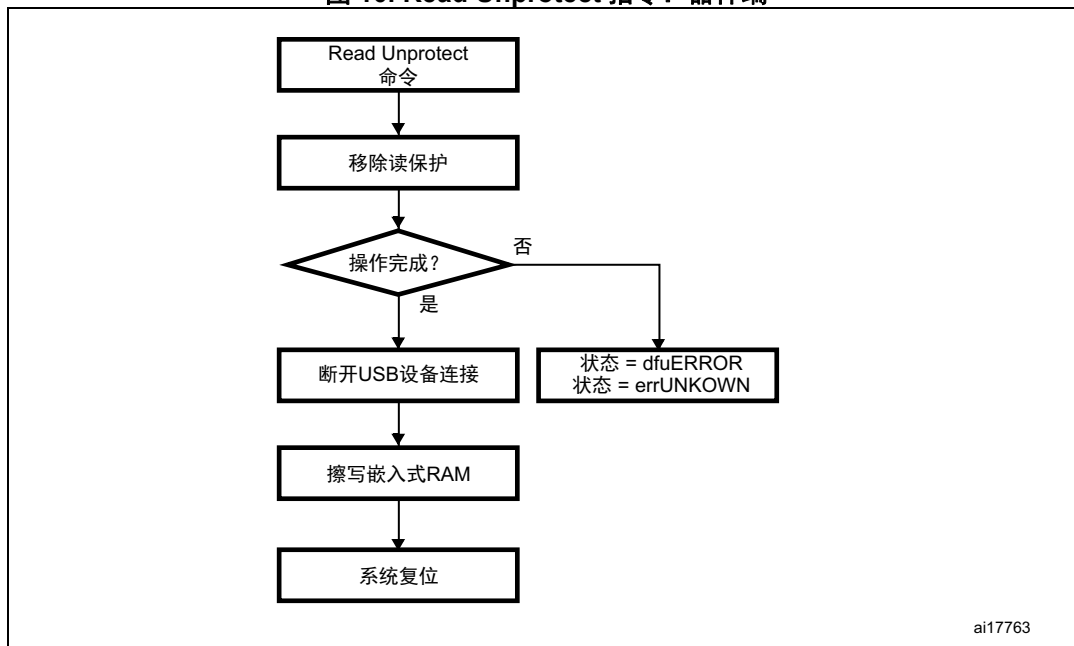 Read Unprotect
命令
移除读保护
操作完成？
否
是
断开USB设备连接
状态 = dfuERROR
状态 = errUNKOWN
擦写嵌入式RAM
系统复位
ai17763